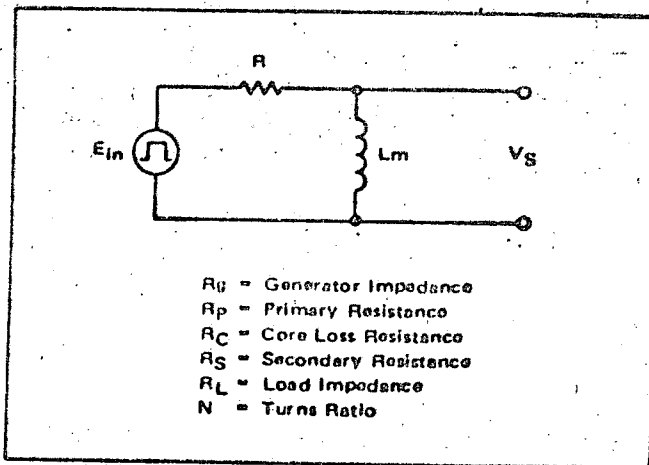 R
Ein
Lm
VS
Rg = Generator Impedance
RP = Primary Resistance
RC = Core Loss Resistance
RS = Secondary Resistance
RL = Load Impedance
N = Turns Ratio